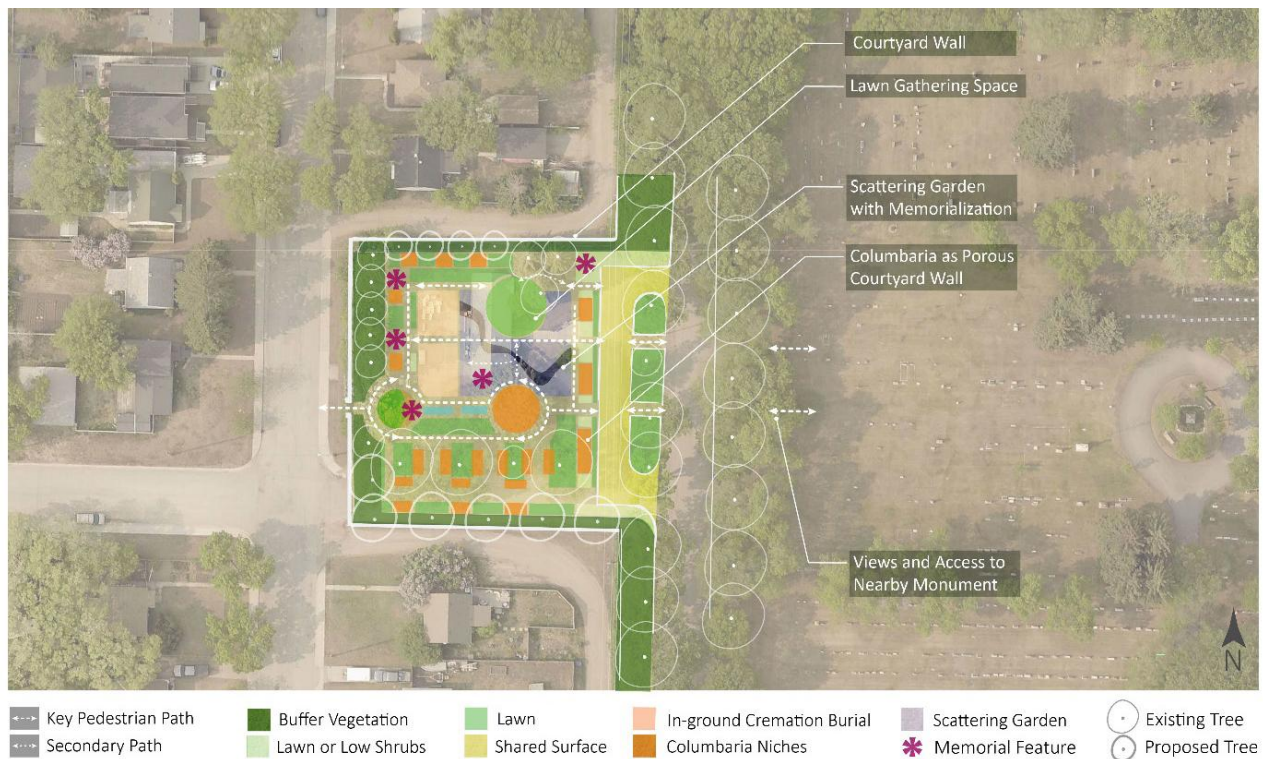 Courtyard Wall
Lawn Gathering Space
Scattering Garden
with Memorialization
Columbaria as Porous
Courtyard Wall
Views and Access to
Nearby Monument
N
Key Pedestrian Path
Buffer Vegetation
Lawn
In-ground Cremation Burial
Scattering Garden
Existing Tree
Secondary Path
Lawn or Low Shrubs
Shared Surface
Columbaria Niches
Memorial Feature
Proposed Tree